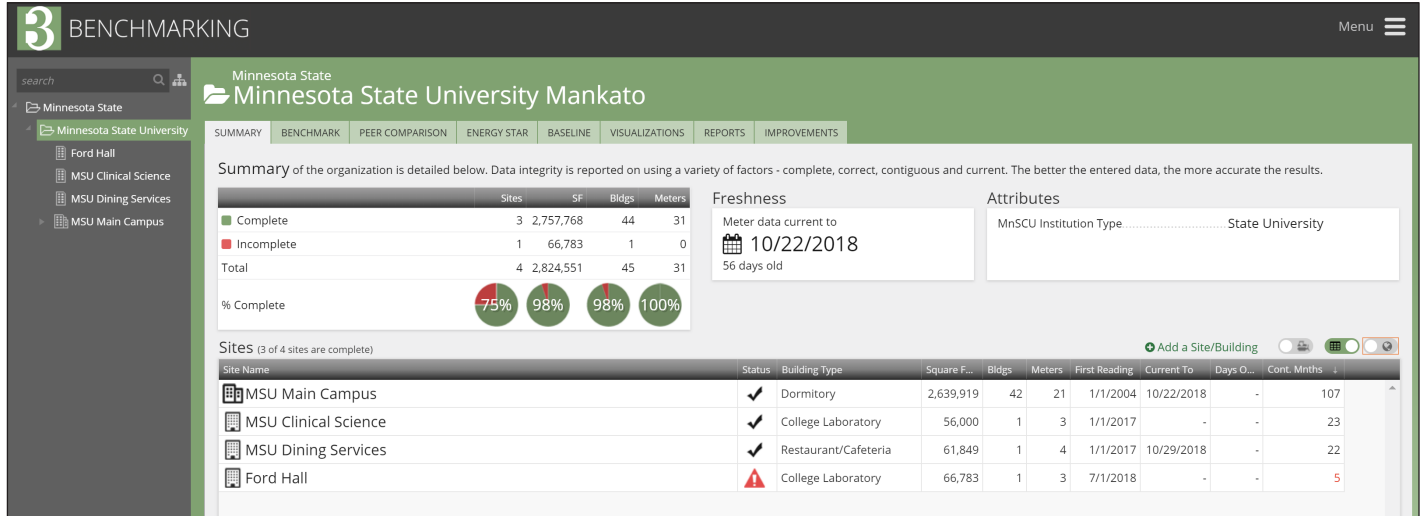 B3 BENCHMARKING
Menu
search
Minnesota State
Minnesota State University
Ford Hall
MSU Clinical Science
MSU Dining Services
MSU Main Campus
Minnesota State
Minnesota State University Mankato
SUMMARY BENCHMARK PEER COMPARISON ENERGY STAR BASELINE VISUALIZATIONS REPORTS IMPROVEMENTS
Summary of the organization is detailed below. Data integrity is reported on using a variety of factors - complete, correct, contiguous and current. The better the entered data, the more accurate the results.
Sites SF Bldgs Meters
Complete 3 2,757,768 44 31
Incomplete 1 66,783 1 0
Total 4 2,824,551 45 31
% Complete 75% 98% 98% 100%
Freshness
Meter data current to
10/22/2018
56 days old
Attributes
MnSCU Institution Type State University
Sites (3 of 4 sites are complete)
Add a Site/Building
Site Name Status Building Type Square F... Bldgs Meters First Reading Current To Days O... Cont. Mnths ↓
MSU Main Campus Dormitory 2,639,919 42 21 1/1/2004 10/22/2018 - 107
MSU Clinical Science College Laboratory 56,000 1 3 1/1/2017 - - 23
MSU Dining Services Restaurant/Cafeteria 61,849 1 4 1/1/2017 10/29/2018 - 22
Ford Hall College Laboratory 66,783 1 3 7/1/2018 - - 5